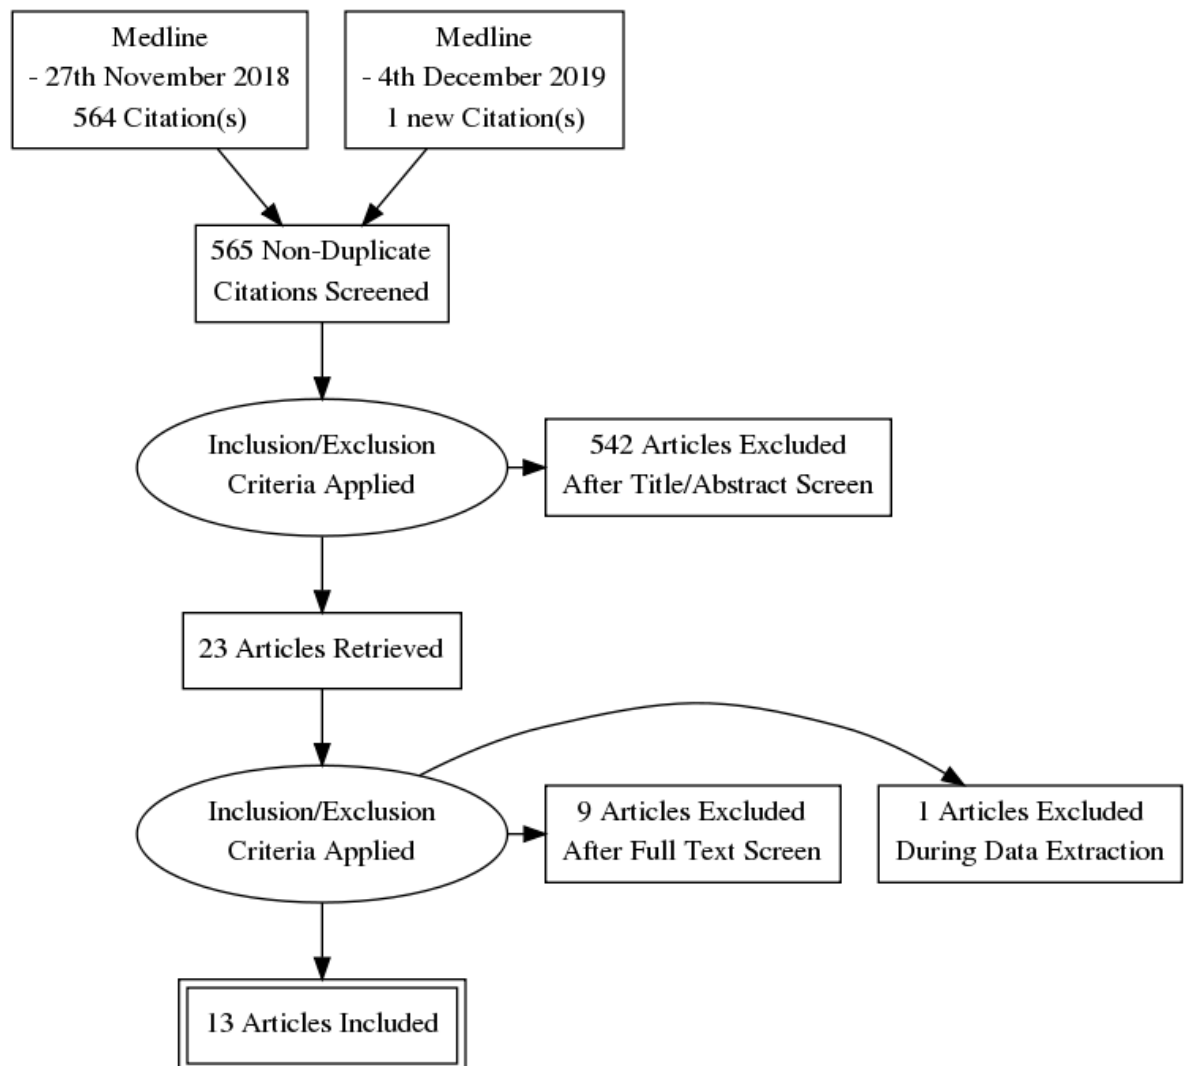 Medline
- 27th November 2018
564 Citation(s)
Medline
- 4th December 2019
1 new Citation(s)
565 Non-Duplicate
Citations Screened
Inclusion/Exclusion
Criteria Applied
542 Articles Excluded
After Title/Abstract Screen
23 Articles Retrieved
Inclusion/Exclusion
Criteria Applied
9 Articles Excluded
After Full Text Screen
1 Articles Excluded
During Data Extraction
13 Articles Included